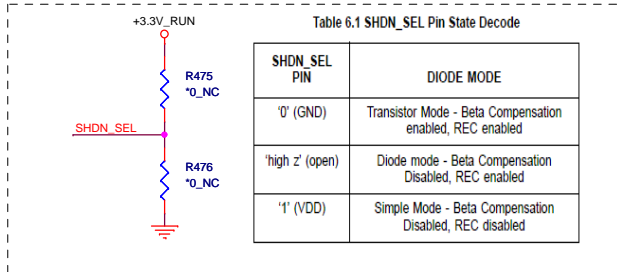 +3.3V_RUN
R475
*0_NC
SHDN_SEL
R476
*0_NC
Table 6.1 SHDN_SEL Pin State Decode
SHDN_SEL
PIN
DIODE MODE
'0' (GND)
Transistor Mode - Beta Compensation
enabled, REC enabled
'high z' (open)
Diode mode - Beta Compensation
Disabled, REC enabled
'1' (VDD)
Simple Mode - Beta Compensation
Disabled, REC disabled